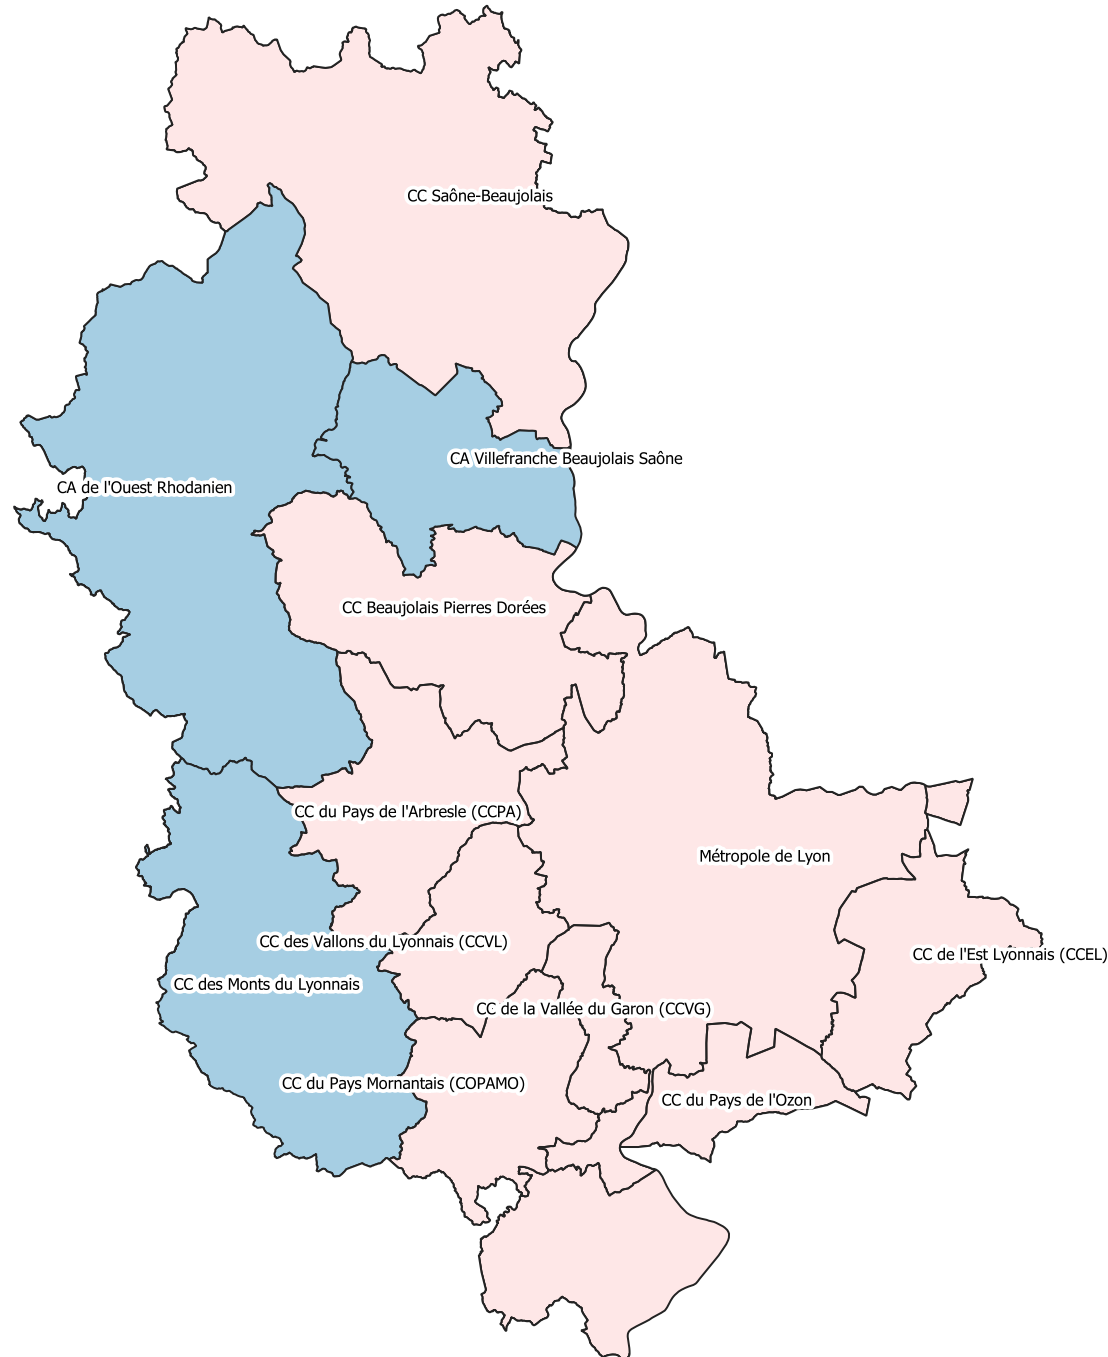 CC Saône-Beaujolais
CA Villefranche Beaujolais Saône
CA de l'Ouest Rhodanien
CC Beaujolais Pierres Dorées
CC du Pays de l'Arbresle (CCPA)
Métropole de Lyon
CC des Vallons du Lyonnais (CCVL)
CC de l'Est Lyonnais (CCEL)
CC des Monts du Lyonnais
CC de la Vallée du Garon (CCVG)
CC du Pays Mornantais (COPAMO)
CC du Pays de l'Ozon